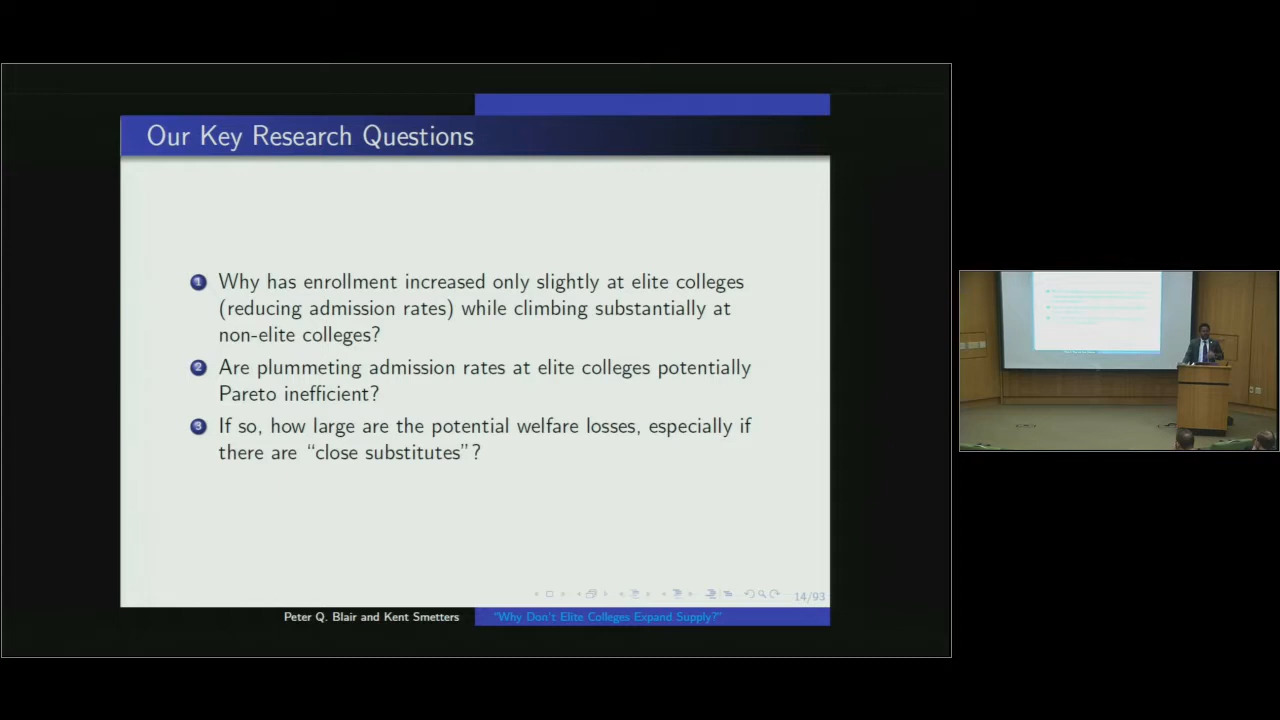 Our Key Research Questions
1 Why has enrollment increased only slightly at elite colleges
(reducing admission rates) while climbing substantially at
non-elite colleges?
2 Are plummeting admission rates at elite colleges potentially
Pareto inefficient?
3 If so, how large are the potential welfare losses, especially if
there are “close substitutes”?
14/93
Peter Q. Blair and Kent Smetters
“Why Don't Elite Colleges Expand Supply?”